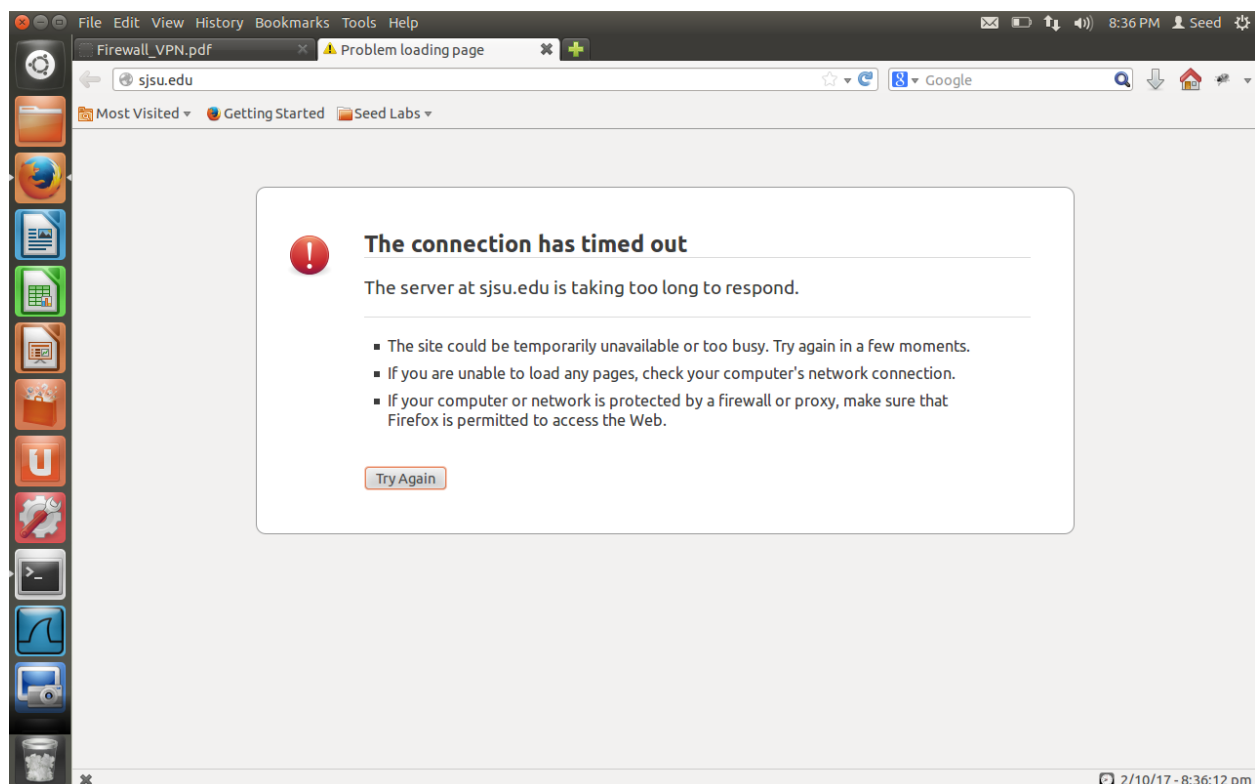 File Edit View History Bookmarks Tools Help 8:36 PM Seed
Firewall_VPN.pdf Problem loading page
sjsu.edu Google
Most Visited Getting Started Seed Labs
The connection has timed out
The server at sjsu.edu is taking too long to respond.
The site could be temporarily unavailable or too busy. Try again in a few moments.
If you are unable to load any pages, check your computer's network connection.
If your computer or network is protected by a firewall or proxy, make sure that
Firefox is permitted to access the Web.
Try Again
2/10/17 - 8:36:12 pm